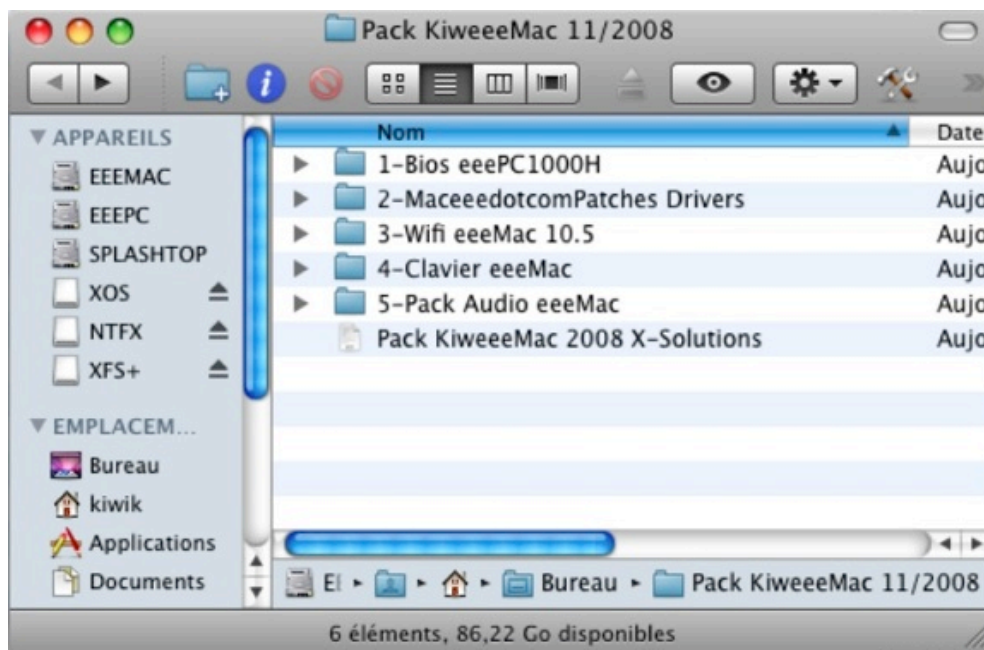 Pack KiweeeMac 11/2008
APPAREILS
EEEMAC
EEEPC
SPLASHTOP
XOS
NTFX
XFS+
EMPLACEM...
Bureau
kiwik
Applications
Documents
Nom Date
1-Bios eeePC1000H Aujo
2-MaceeedotcomPatches Drivers Aujo
3-Wifi eeeMac 10.5 Aujo
4-Clavier eeeMac Aujo
5-Pack Audio eeeMac Aujo
Pack KiweeeMac 2008 X-Solutions Aujo
Bureau Pack KiweeeMac 11/2008
6 éléments, 86,22 Go disponibles